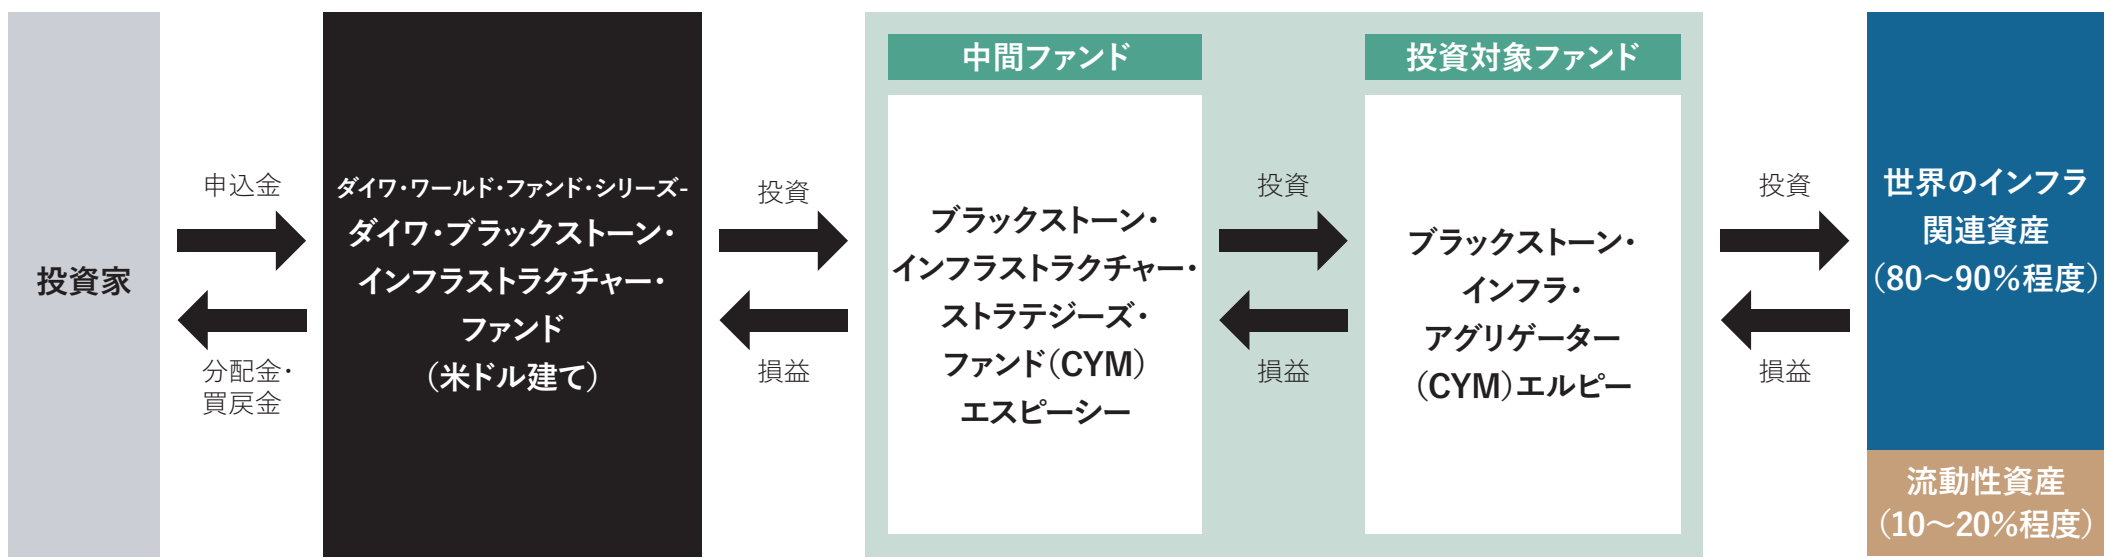 投資家
申込金
分配金・
買戻金
ダイワ・ワールド・ファンド・シリーズ-
ダイワ・ブラックストーン・
インフラストラクチャー・
ファンド
（米ドル建て）
投資
損益
中間ファンド
ブラックストーン・
インフラストラクチャー・
ストラテジーズ・
ファンド（CYM）
エスピーシー
投資
損益
投資対象ファンド
ブラックストーン・
インフラ・
アグリゲーター
（CYM）エルピー
投資
損益
世界のインフラ
関連資産
（80～90%程度）
流動性資産
（10～20%程度）